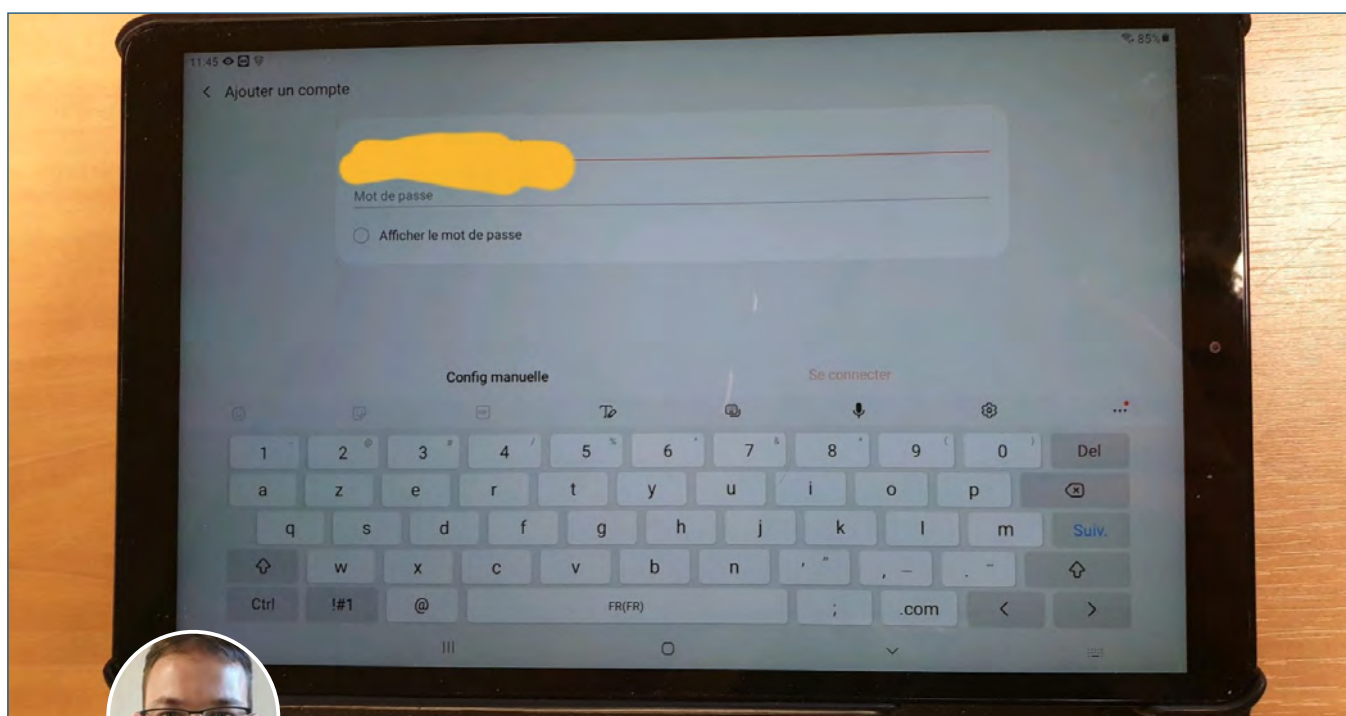 11:45
85%
< Ajouter un compte
Mot de passe
Afficher le mot de passe
Config manuelle
Se connecter
1 2 @ 3 # 4 / 5 % 6 ^ 7 & 8 * 9 ( 0 ) Del
a z e r t y u i o p
q s d f g h j k l m Suiv.
w x c v b n ' " , _ . -
Ctrl !#1 @ FR(FR) ; .com < >